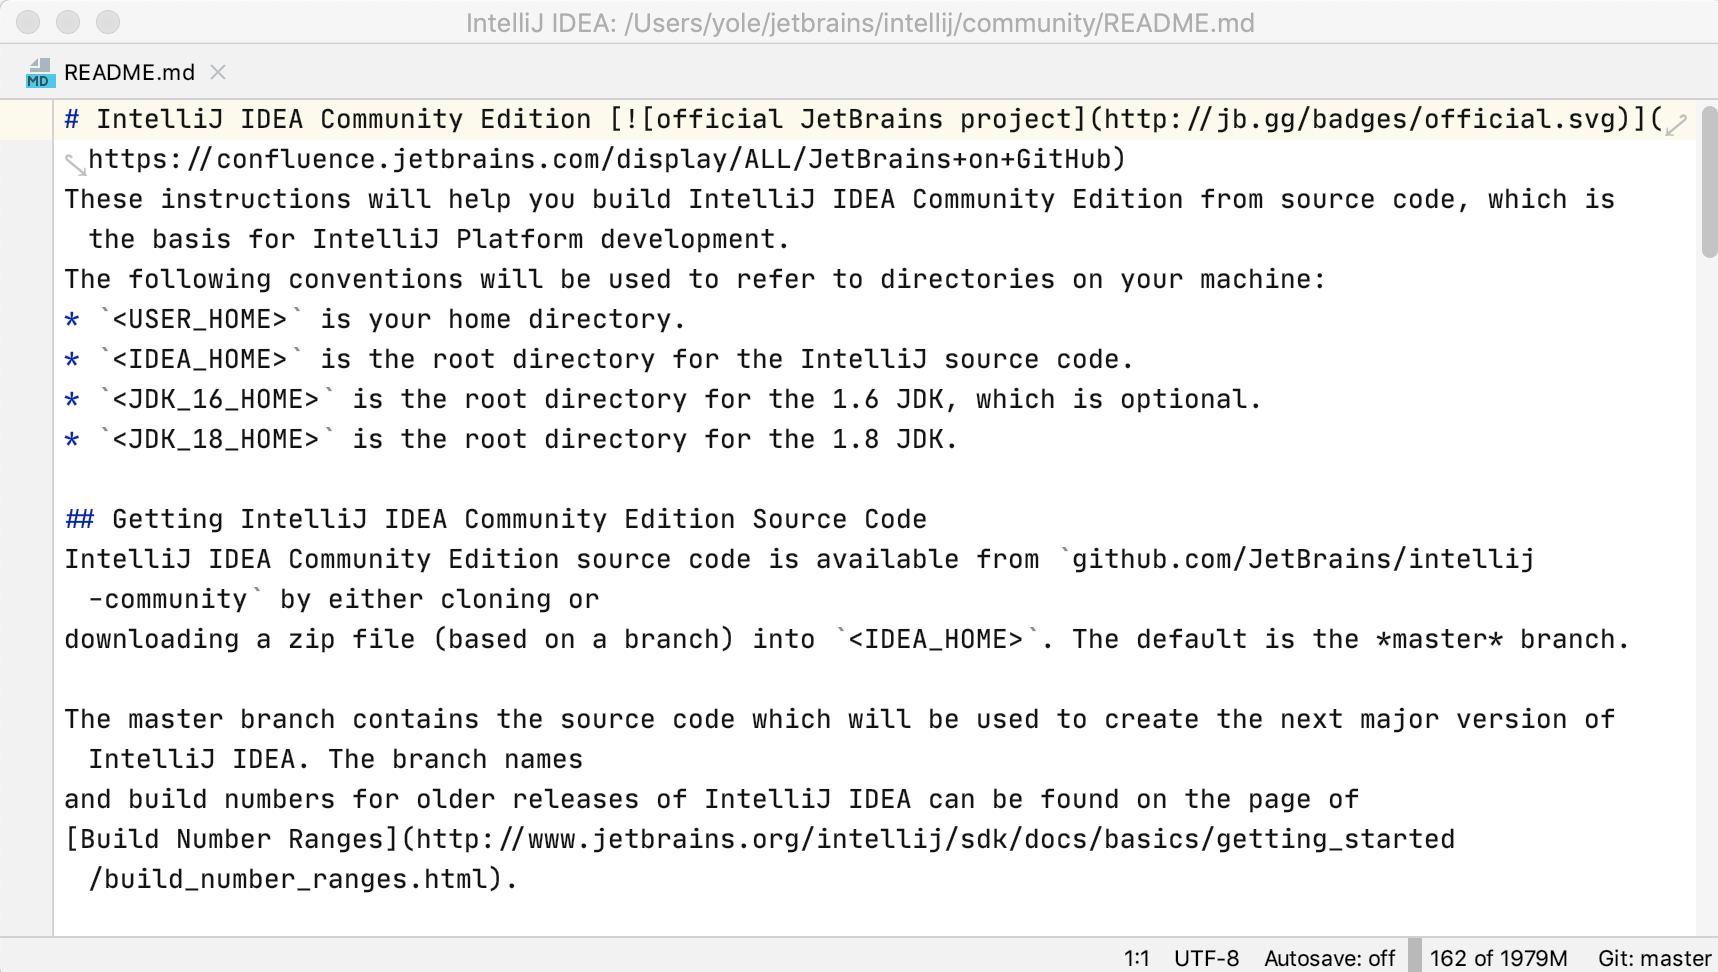 IntelliJ IDEA: /Users/yole/jetbrains/intellij/community/README.md
MD README.md
# IntelliJ IDEA Community Edition [![official JetBrains project](http://jb.gg/badges/official.svg)](
https://confluence.jetbrains.com/display/ALL/JetBrains+on+GitHub)
These instructions will help you build IntelliJ IDEA Community Edition from source code, which is
the basis for IntelliJ Platform development.
The following conventions will be used to refer to directories on your machine:
* `<USER_HOME>` is your home directory.
* `<IDEA_HOME>` is the root directory for the IntelliJ source code.
* `<JDK_16_HOME>` is the root directory for the 1.6 JDK, which is optional.
* `<JDK_18_HOME>` is the root directory for the 1.8 JDK.
## Getting IntelliJ IDEA Community Edition Source Code
IntelliJ IDEA Community Edition source code is available from `github.com/JetBrains/intellij
-community` by either cloning or
downloading a zip file (based on a branch) into `<IDEA_HOME>`. The default is the *master* branch.
The master branch contains the source code which will be used to create the next major version of
IntelliJ IDEA. The branch names
and build numbers for older releases of IntelliJ IDEA can be found on the page of
[Build Number Ranges](http://www.jetbrains.org/intellij/sdk/docs/basics/getting_started
/build_number_ranges.html).
1:1 UTF-8 Autosave: off 162 of 1979M Git: master